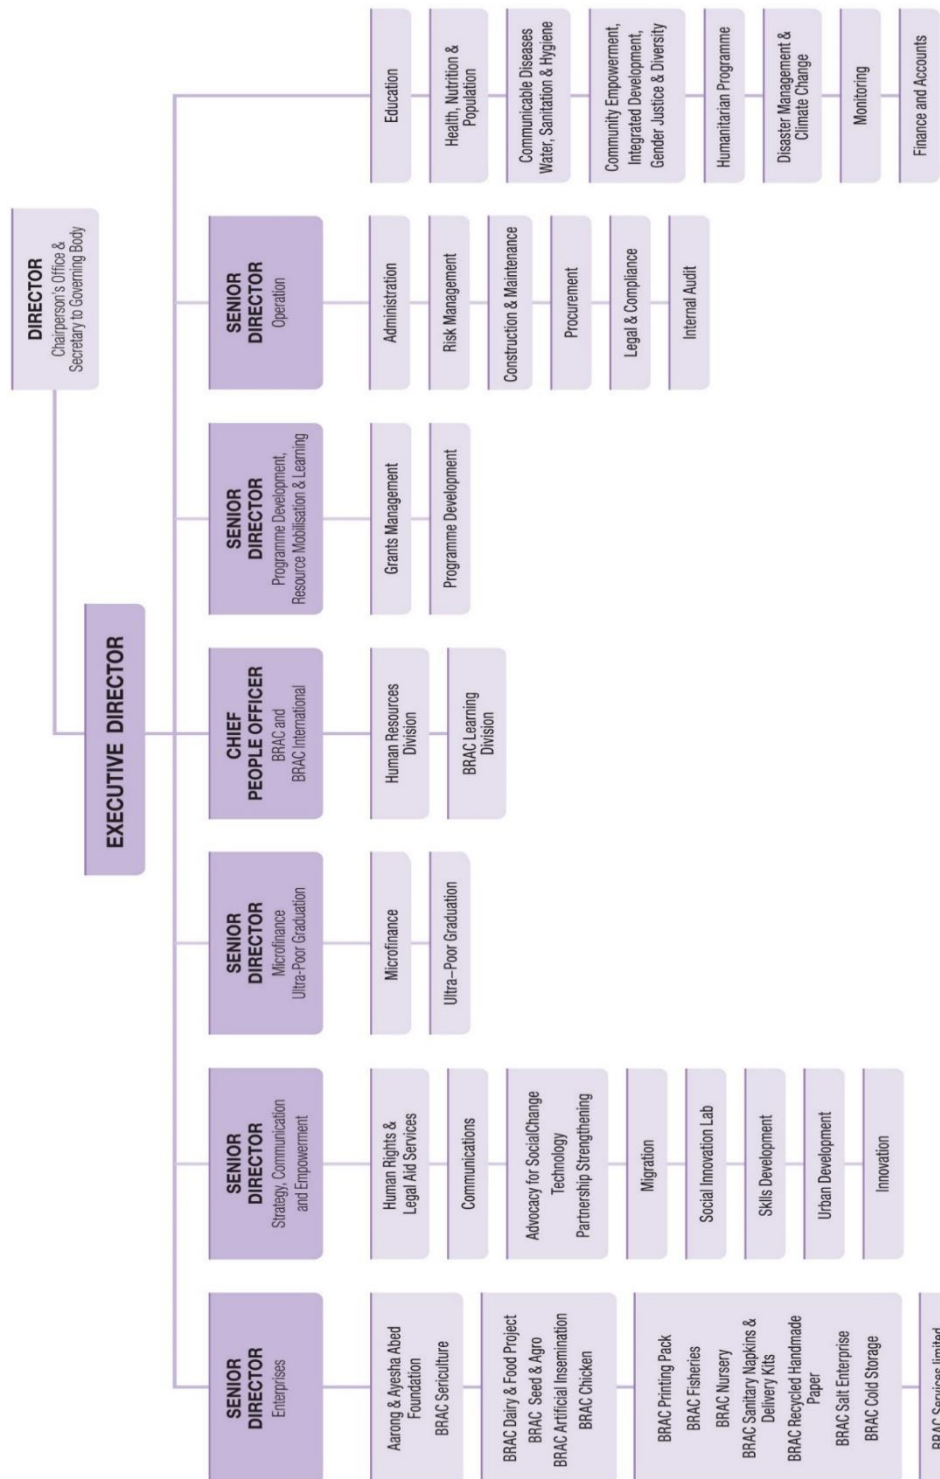 DIRECTOR
Chairperson's Office &
Secretary to Governing Body
EXECUTIVE DIRECTOR
SENIOR
DIRECTOR
Enterprises
Aarong & Ayesha Abed
Foundation
BRAC Sericulture
BRAC Dairy & Food Project
BRAC Seed & Agro
BRAC Artificial Insemination
BRAC Chicken
BRAC Printing Pack
BRAC Fisheries
BRAC Nursery
BRAC Sanitary Napkins &
Delivery Kits
BRAC Recycled Handmade
Paper
BRAC Salt Enterprise
BRAC Cold Storage
BRAC Services limited
SENIOR
DIRECTOR
Strategy, Communication
and Empowerment
Human Rights &
Legal Aid Services
Communications
Advocacy for SocialChange
Technology
Partnership Strengthening
Migration
Social Innovation Lab
Sklls Development
Urban Development
Innovation
SENIOR
DIRECTOR
Microfinance
Ultra-Poor Graduation
Microfinance
Ultra–Poor Graduation
CHIEF
PEOPLE OFFICER
BRAC and
BRAC International
Human Resources
Division
BRAC Learning
Division
SENIOR
DIRECTOR
Programme Development,
Resource Mobilisation & Learning
Grants Management
Programme Development
SENIOR
DIRECTOR
Operation
Administration
Risk Management
Construction & Maintenance
Procurement
Legal & Compliance
Internal Audit
Education
Health, Nutrition &
Population
Communicable Diseases
Water, Sanitation & Hygiene
Community Empowerment,
Integrated Development,
Gender Justice & Diversity
Humanitarian Programme
Disaster Management &
Climate Change
Monitoring
Finance and Accounts